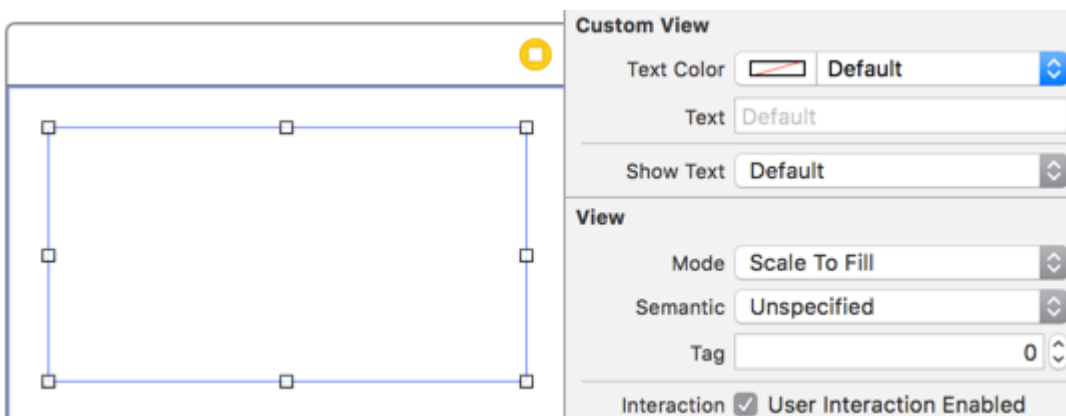 Custom View
Text Color Default
Text Default
Show Text Default
View
Mode Scale To Fill
Semantic Unspecified
Tag 0
Interaction User Interaction Enabled